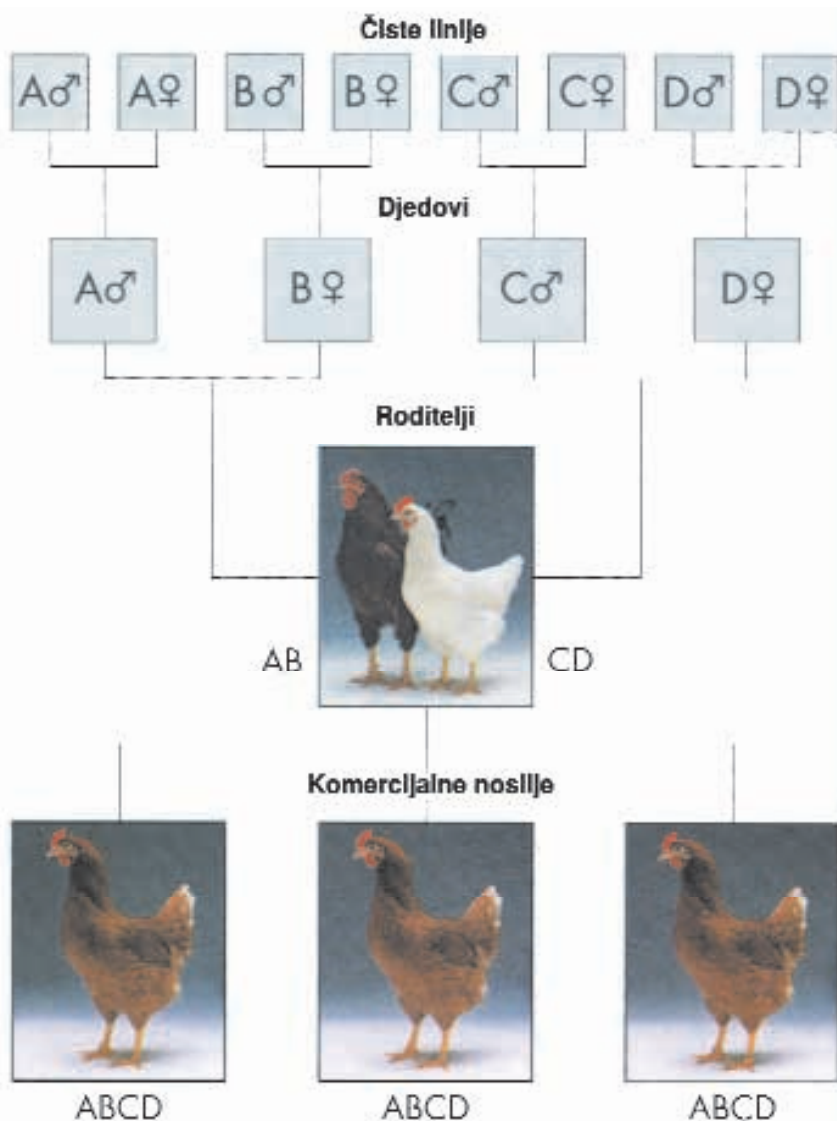 Čiste linije
A♂ A♀ B♂ B♀ C♂ C♀ D♂ D♀
Djedovi
A♂ B♀ C♂ D♀
Roditelji
AB CD
Komercijalne nosilje
ABCD ABCD ABCD